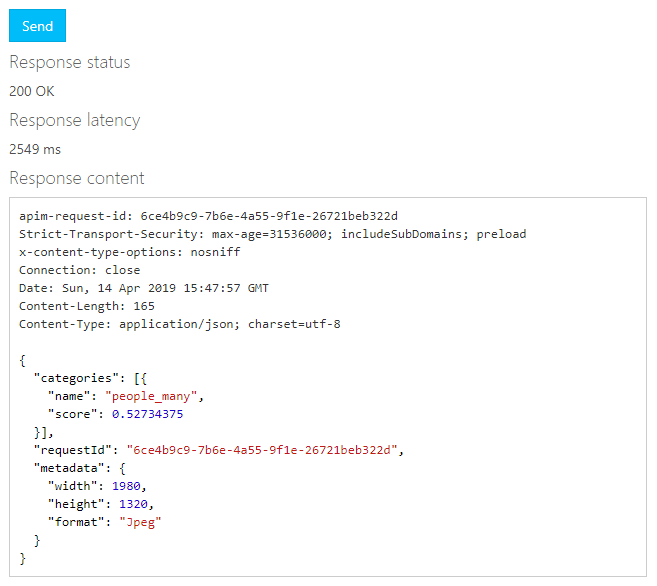 Send
Response status
200 OK
Response latency
2549 ms
Response content
apim-request-id: 6ce4b9c9-7b6e-4a55-9f1e-26721beb322d
Strict-Transport-Security: max-age=31536000; includeSubDomains; preload
x-content-type-options: nosniff
Connection: close
Date: Sun, 14 Apr 2019 15:47:57 GMT
Content-Length: 165
Content-Type: application/json; charset=utf-8
{
  "categories": [{
    "name": "people_many",
    "score": 0.52734375
  }],
  "requestId": "6ce4b9c9-7b6e-4a55-9f1e-26721beb322d",
  "metadata": {
    "width": 1980,
    "height": 1320,
    "format": "Jpeg"
  }
}